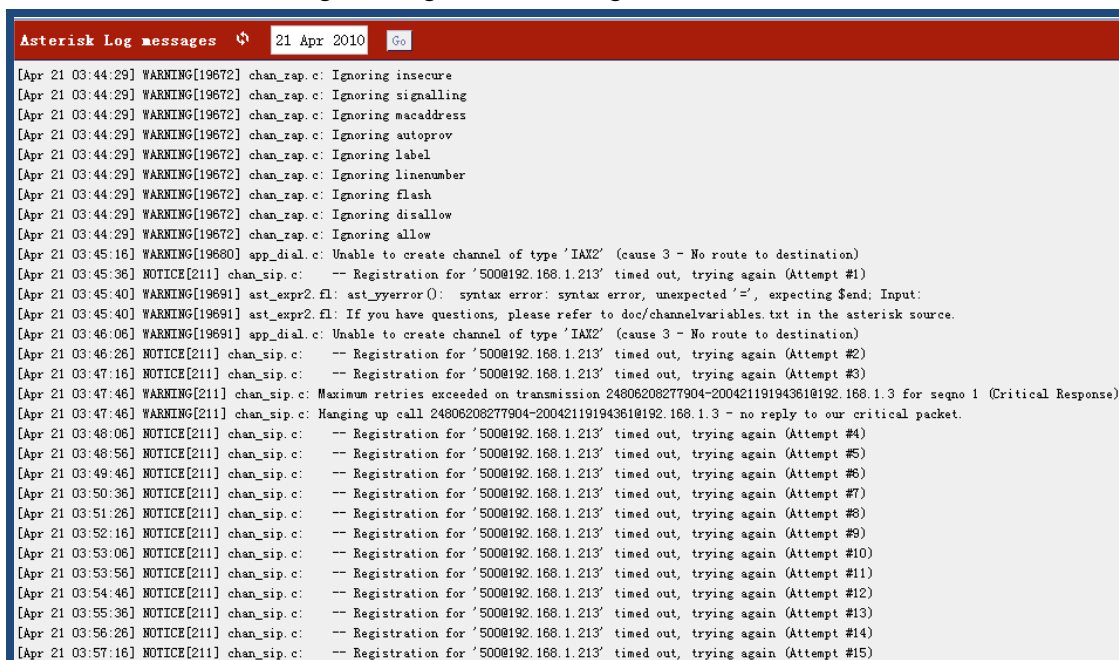 Asterisk Log messages 21 Apr 2010 Go
[Apr 21 03:44:29] WARNING[19672] chan_zap.c: Ignoring insecure
[Apr 21 03:44:29] WARNING[19672] chan_zap.c: Ignoring signalling
[Apr 21 03:44:29] WARNING[19672] chan_zap.c: Ignoring macaddress
[Apr 21 03:44:29] WARNING[19672] chan_zap.c: Ignoring autoprov
[Apr 21 03:44:29] WARNING[19672] chan_zap.c: Ignoring label
[Apr 21 03:44:29] WARNING[19672] chan_zap.c: Ignoring linenumber
[Apr 21 03:44:29] WARNING[19672] chan_zap.c: Ignoring flash
[Apr 21 03:44:29] WARNING[19672] chan_zap.c: Ignoring disallow
[Apr 21 03:44:29] WARNING[19672] chan_zap.c: Ignoring allow
[Apr 21 03:45:16] WARNING[19680] app_dial.c: Unable to create channel of type 'IAX2' (cause 3 - No route to destination)
[Apr 21 03:45:36] NOTICE[211] chan_sip.c: -- Registration for '500@192.168.1.213' timed out, trying again (Attempt #1)
[Apr 21 03:45:40] WARNING[19691] ast_expr2.fl: ast_yyerror(): syntax error: syntax error, unexpected '=', expecting $end; Input:
[Apr 21 03:45:40] WARNING[19691] ast_expr2.fl: If you have questions, please refer to doc/channelvariables.txt in the asterisk source.
[Apr 21 03:46:06] WARNING[19691] app_dial.c: Unable to create channel of type 'IAX2' (cause 3 - No route to destination)
[Apr 21 03:46:26] NOTICE[211] chan_sip.c: -- Registration for '500@192.168.1.213' timed out, trying again (Attempt #2)
[Apr 21 03:47:16] NOTICE[211] chan_sip.c: -- Registration for '500@192.168.1.213' timed out, trying again (Attempt #3)
[Apr 21 03:47:46] WARNING[211] chan_sip.c: Maximum retries exceeded on transmission 24806208277904-200421191943610192.168.1.3 for seqno 1 (Critical Response)
[Apr 21 03:47:46] WARNING[211] chan_sip.c: Hanging up call 24806208277904-20042119194361@192.168.1.3 - no reply to our critical packet.
[Apr 21 03:48:06] NOTICE[211] chan_sip.c: -- Registration for '500@192.168.1.213' timed out, trying again (Attempt #4)
[Apr 21 03:48:56] NOTICE[211] chan_sip.c: -- Registration for '500@192.168.1.213' timed out, trying again (Attempt #5)
[Apr 21 03:49:46] NOTICE[211] chan_sip.c: -- Registration for '500@192.168.1.213' timed out, trying again (Attempt #6)
[Apr 21 03:50:36] NOTICE[211] chan_sip.c: -- Registration for '500@192.168.1.213' timed out, trying again (Attempt #7)
[Apr 21 03:51:26] NOTICE[211] chan_sip.c: -- Registration for '500@192.168.1.213' timed out, trying again (Attempt #8)
[Apr 21 03:52:16] NOTICE[211] chan_sip.c: -- Registration for '500@192.168.1.213' timed out, trying again (Attempt #9)
[Apr 21 03:53:06] NOTICE[211] chan_sip.c: -- Registration for '500@192.168.1.213' timed out, trying again (Attempt #10)
[Apr 21 03:53:56] NOTICE[211] chan_sip.c: -- Registration for '500@192.168.1.213' timed out, trying again (Attempt #11)
[Apr 21 03:54:46] NOTICE[211] chan_sip.c: -- Registration for '500@192.168.1.213' timed out, trying again (Attempt #12)
[Apr 21 03:55:36] NOTICE[211] chan_sip.c: -- Registration for '500@192.168.1.213' timed out, trying again (Attempt #13)
[Apr 21 03:56:26] NOTICE[211] chan_sip.c: -- Registration for '500@192.168.1.213' timed out, trying again (Attempt #14)
[Apr 21 03:57:16] NOTICE[211] chan_sip.c: -- Registration for '500@192.168.1.213' timed out, trying again (Attempt #15)